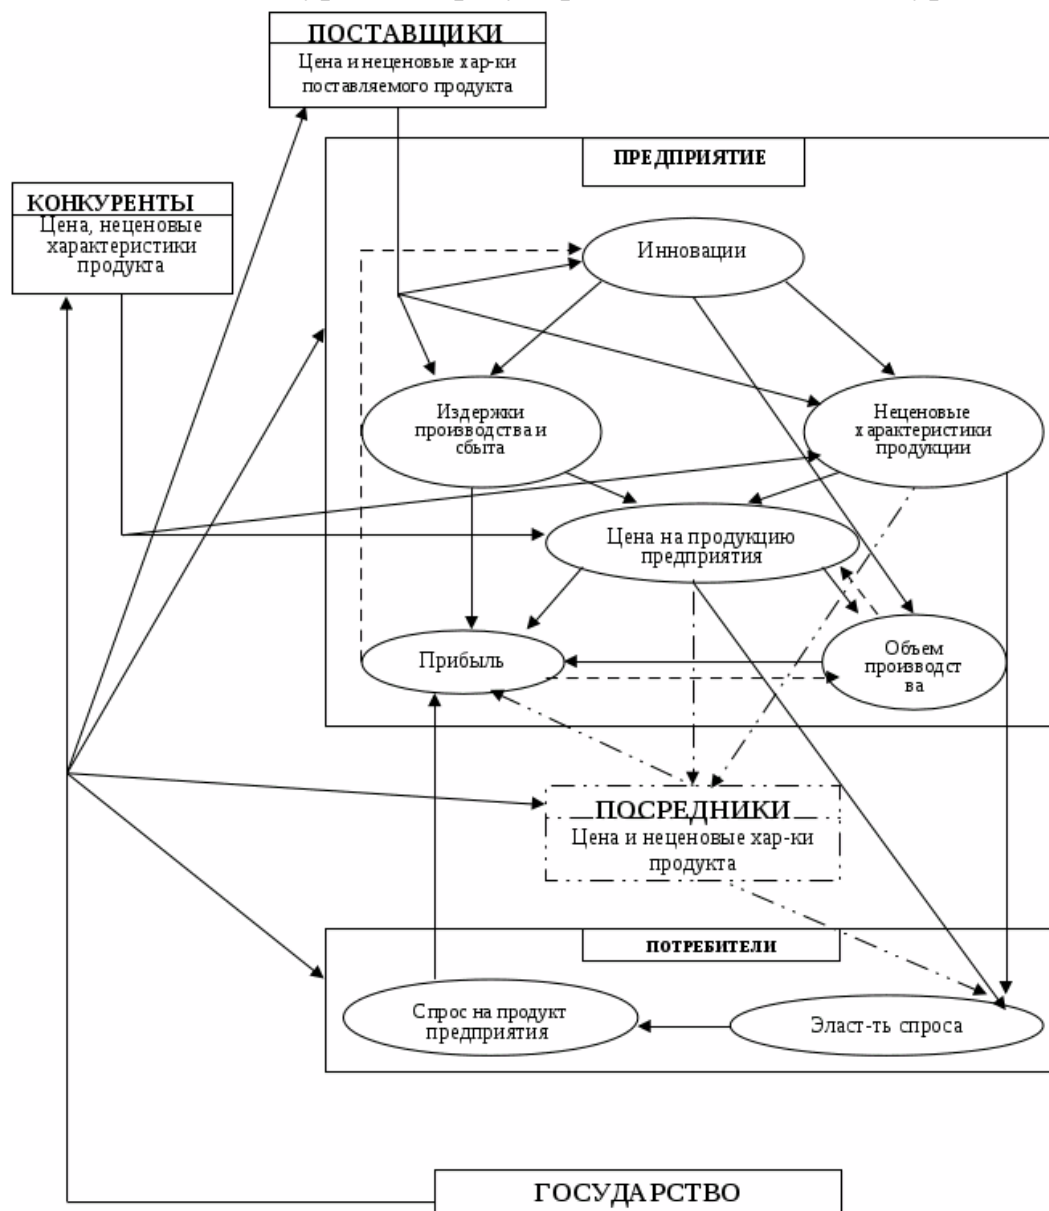 ПОСТАВЩИКИ
Цена и неценовые хар-ки
поставляемого продукта
ПРЕДПРИЯТИЕ
КОНКУРЕНТЫ
Цена, неценовые
характеристики
продукта
Инновации
Издержки
производства и
сбыта
Неценовые
характеристики
продукции
Цена на продукцию
предприятия
Прибыль
Объем
производст
ва
ПОСРЕДНИКИ
Цена и неценовые хар-ки
продукта
ПОТРЕБИТЕЛИ
Спрос на продукт
предприятия
Эласт-ть спроса
ГОСУДАРСТВО